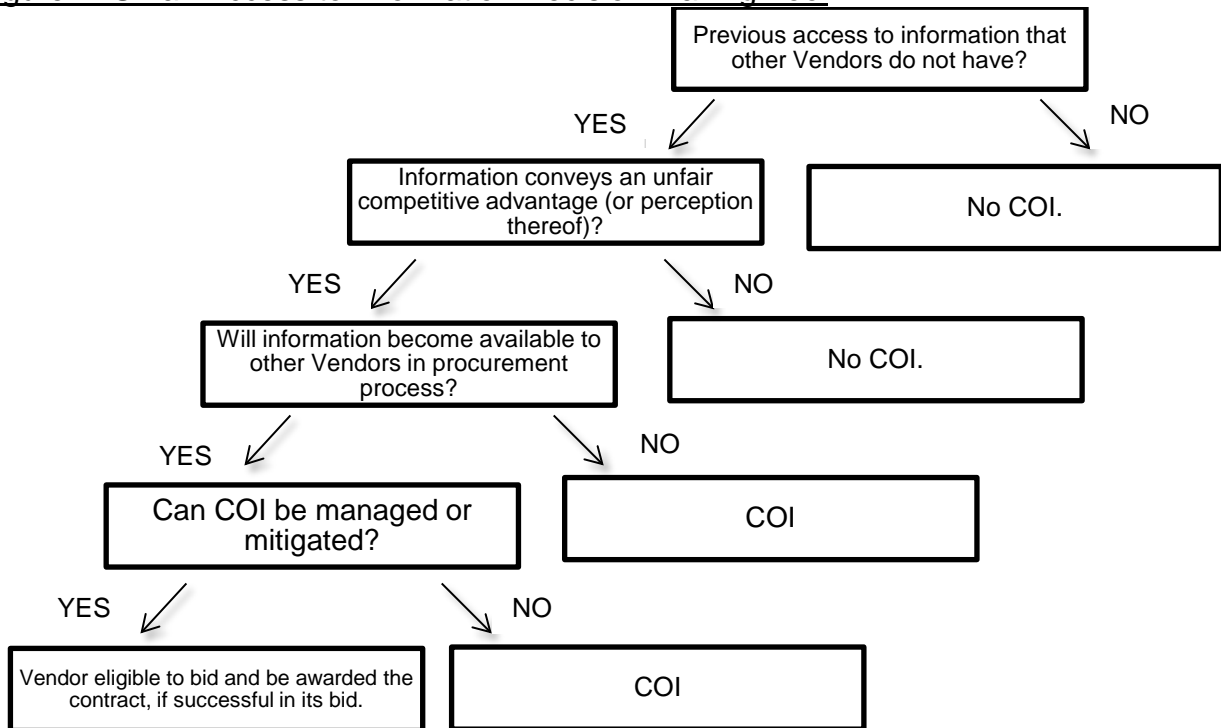 Previous access to information that
other Vendors do not have?
YES
NO
Information conveys an unfair
competitive advantage (or perception
thereof)?
No COI.
YES
NO
Will information become available to
other Vendors in procurement
process?
No COI.
YES
NO
Can COI be managed or
mitigated?
COI
YES
NO
Vendor eligible to bid and be awarded the
contract, if successful in its bid.
COI